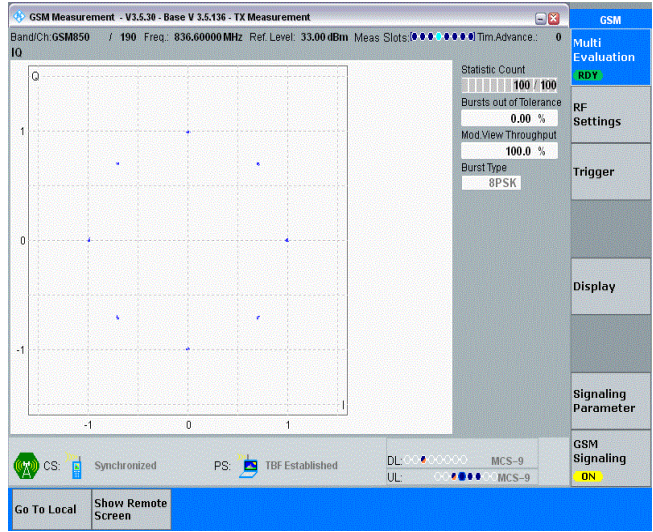 GSM Measurement - V3.5.30 - Base V 3.5.136 - TX Measurement
GSM
Band/Ch:GSM850 / 190 Freq.: 836.60000 MHz Ref. Level: 33.00 dBm Meas Slots: Tim.Advance.: 0
IQ
Multi
Evaluation
RDY
Q
Statistic Count
100 / 100
Bursts out of Tolerance
0.00 %
Mod.View Throughput
100.0 %
Burst Type
8PSK
1
0
-1
I
-1 0 1
RF
Settings
Trigger
Display
Signaling
Parameter
GSM
Signaling
ON
CS: Synchronized PS: TBF Established
DL: MCS-9
UL: MCS-9
Go To Local
Show Remote
Screen